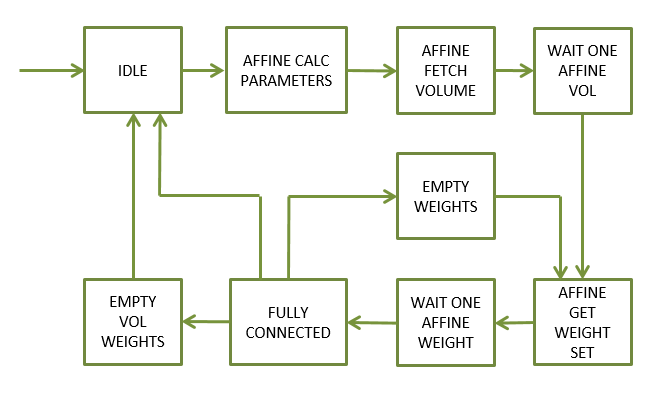 IDLE
AFFINE CALC
PARAMETERS
AFFINE
FETCH
VOLUME
WAIT ONE
AFFINE
VOL
EMPTY
WEIGHTS
EMPTY
VOL
WEIGHTS
FULLY
CONNECTED
WAIT ONE
AFFINE
WEIGHT
AFFINE
GET
WEIGHT
SET